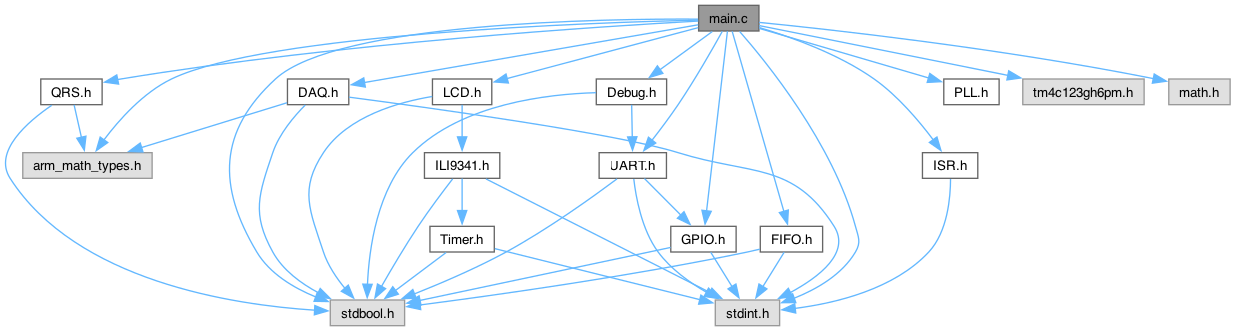 main.c
QRS.h
DAQ.h
LCD.h
Debug.h
PLL.h
tm4c123gh6pm.h
math.h
arm_math_types.h
ILI9341.h
UART.h
ISR.h
Timer.h
GPIO.h
FIFO.h
stdbool.h
stdint.h